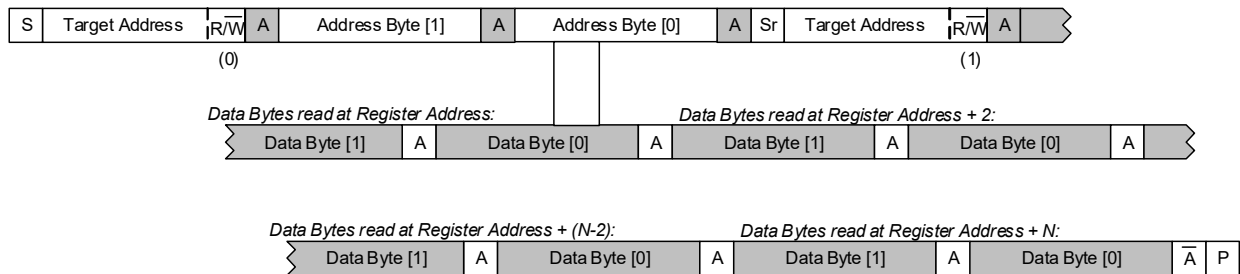 S Target Address R/W̅ A Address Byte [1] A Address Byte [0] A Sr Target Address R/W̅ A
(0) (1)
Data Bytes read at Register Address: Data Bytes read at Register Address + 2:
Data Byte [1] A Data Byte [0] A Data Byte [1] A Data Byte [0] A
Data Bytes read at Register Address + (N-2): Data Bytes read at Register Address + N:
Data Byte [1] A Data Byte [0] A Data Byte [1] A Data Byte [0] A̅ P